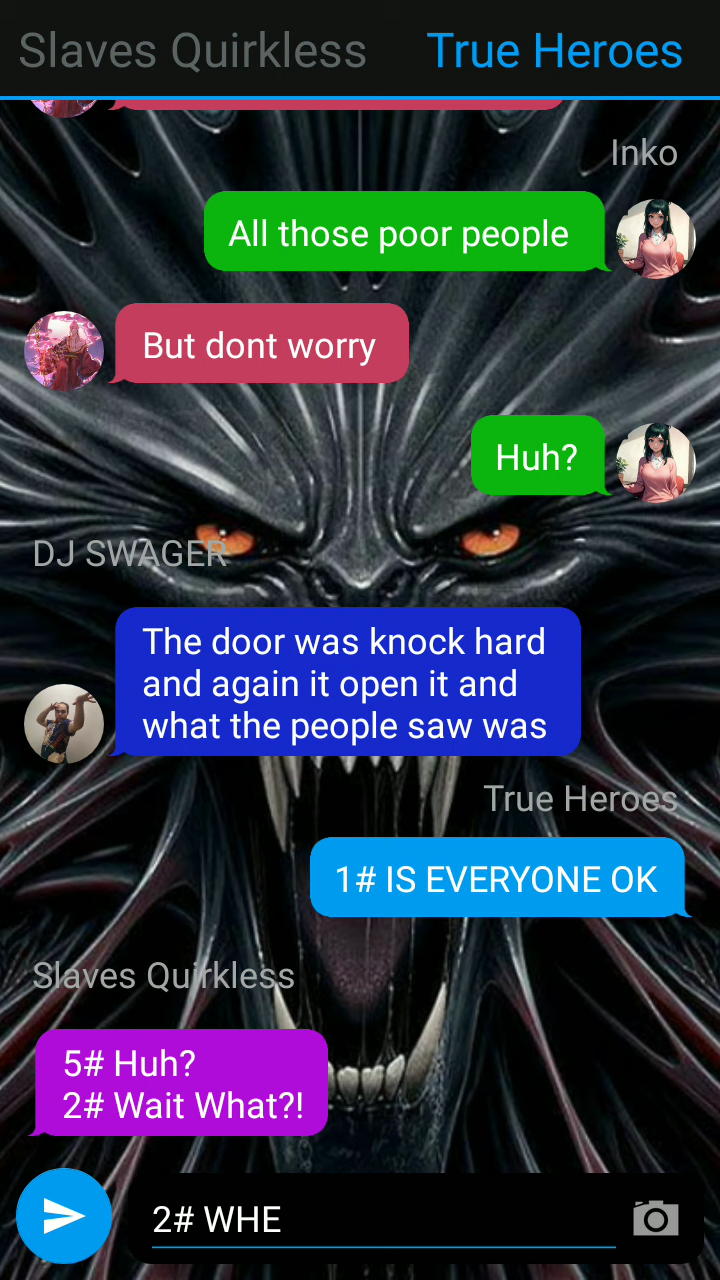 Slaves Quirkless True Heroes
Inko
All those poor people
But dont worry
Huh?
DJ SWAGER
The door was knock hard
and again it open it and
what the people saw was
True Heroes
1# IS EVERYONE OK
Slaves Quirkless
5# Huh?
2# Wait What?!
2# WHE